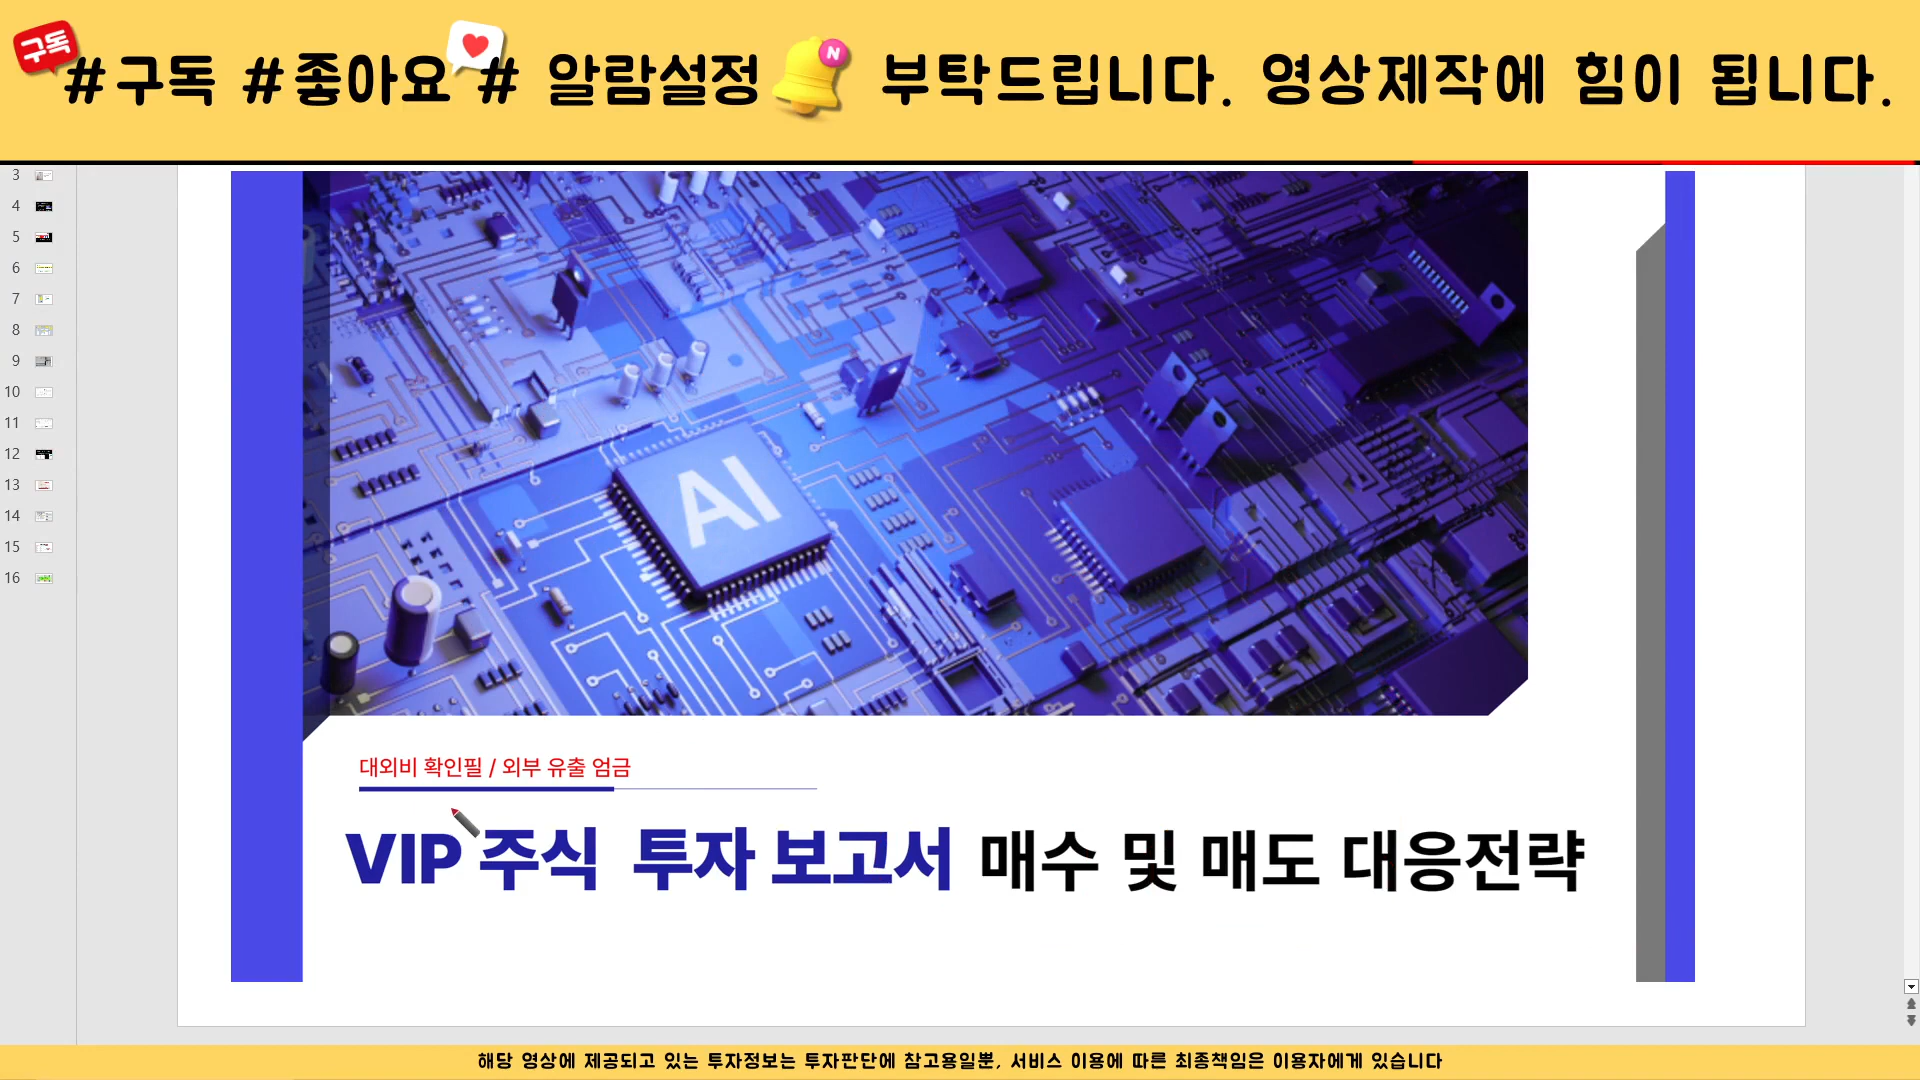 구독
#구독 #좋아요 # 알람설정 N 부탁드립니다. 영상제작에 힘이 됩니다.
3
4
5
6
7
8
9
10
11
12
13
14
15
16
AI
대외비 확인필 / 외부 유출 엄금
VIP 주식 투자 보고서 매수 및 매도 대응전략
해당 영상에 제공되고 있는 투자정보는 투자판단에 참고용일뿐, 서비스 이용에 따른 최종책임은 이용자에게 있습니다